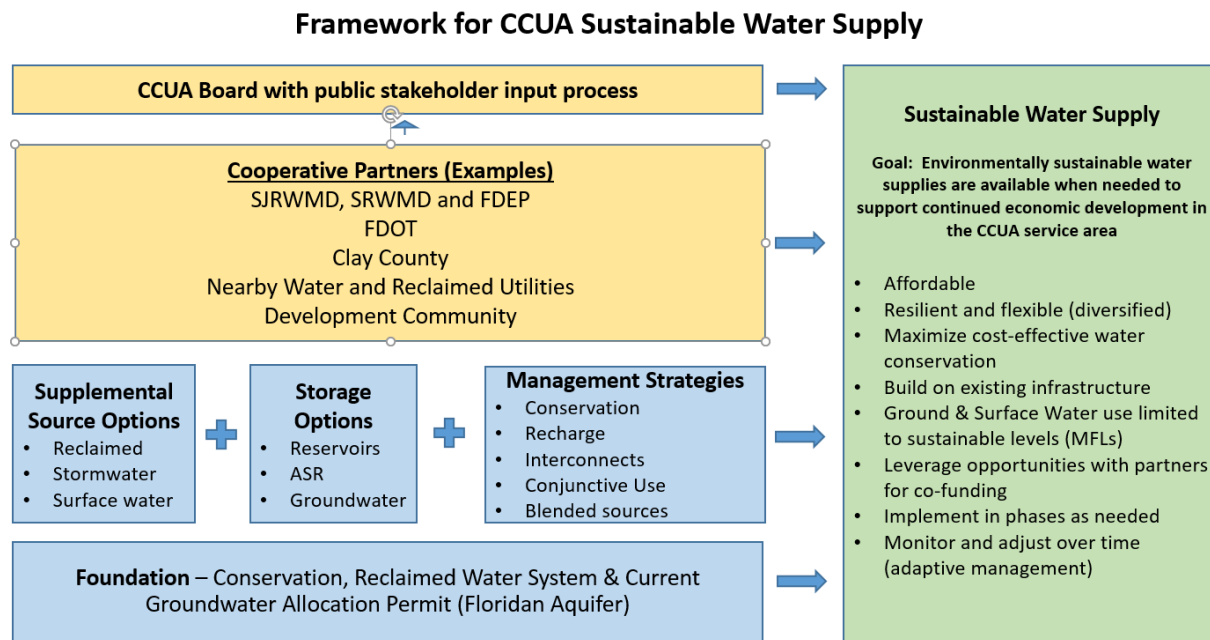 Framework for CCUA Sustainable Water Supply
CCUA Board with public stakeholder input process
Cooperative Partners (Examples)
SJRWMD, SRWMD and FDEP
FDOT
Clay County
Nearby Water and Reclaimed Utilities
Development Community
Supplemental
Source Options
• Reclaimed
• Stormwater
• Surface water
Storage
Options
• Reservoirs
• ASR
• Groundwater
Management Strategies
• Conservation
• Recharge
• Interconnects
• Conjunctive Use
• Blended sources
Foundation – Conservation, Reclaimed Water System & Current
Groundwater Allocation Permit (Floridan Aquifer)
Sustainable Water Supply
Goal: Environmentally sustainable water
supplies are available when needed to
support continued economic development in
the CCUA service area
• Affordable
• Resilient and flexible (diversified)
• Maximize cost-effective water
conservation
• Build on existing infrastructure
• Ground & Surface Water use limited
to sustainable levels (MFLs)
• Leverage opportunities with partners
for co-funding
• Implement in phases as needed
• Monitor and adjust over time
(adaptive management)